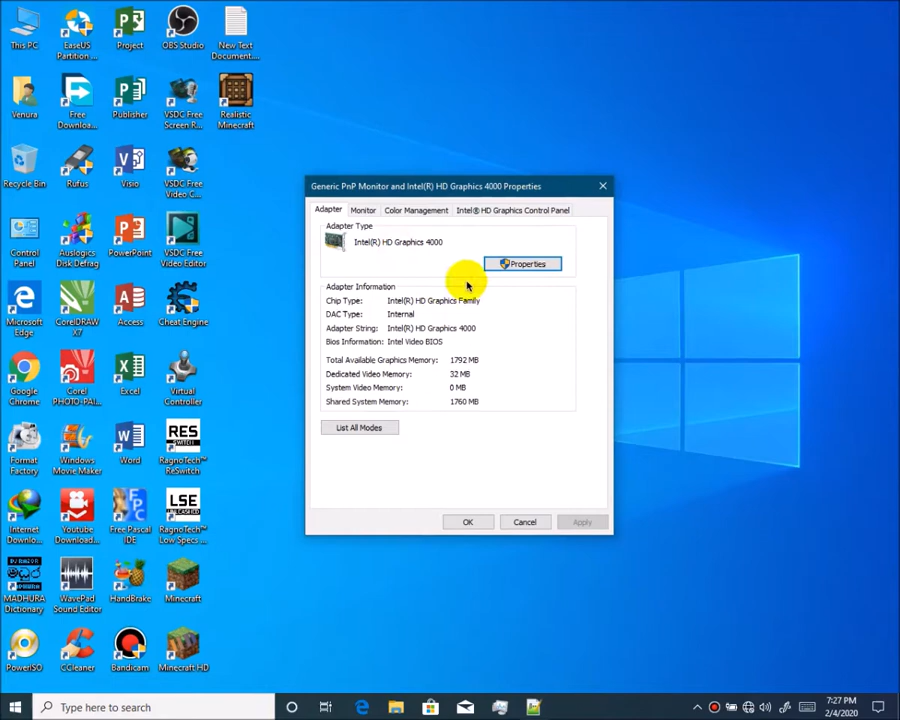 This PC
EaseUS
Partition ...
Project
OBS Studio
New Text
Document....
Venura
Free
Downloa...
Publisher
VSDC Free
Screen R...
Realistic
Minecraft
Recycle Bin
Rufus
Visio
VSDC Free
Video C...
Control
Panel
Auslogics
Disk Defrag
PowerPoint
VSDC Free
Video Editor
Microsoft
Edge
CorelDRAW
X7
Access
Cheat Engine
Google
Chrome
Corel
PHOTO-PAI...
Excel
Virtual
Controller
Format
Factory
Windows
Movie Maker
Word
RES
RESWITCH
RagnoTech™
ReSwitch
Internet
Downlo...
Youtube
Download...
Free Pascal
IDE
LSE
RagnoTech™
Low Specs ...
MADHURA
Dictionary
WavePad
Sound Editor
HandBrake
Minecraft
PowerISO
CCleaner
Bandicam
Minecraft HD
Generic PnP Monitor and Intel(R) HD Graphics 4000 Properties
Adapter
Monitor
Color Management
Intel® HD Graphics Control Panel
Adapter Type
Intel(R) HD Graphics 4000
Properties
Adapter Information
Chip Type: Intel(R) HD Graphics Family
DAC Type: Internal
Adapter String: Intel(R) HD Graphics 4000
Bios Information: Intel Video BIOS
Total Available Graphics Memory: 1792 MB
Dedicated Video Memory: 32 MB
System Video Memory: 0 MB
Shared System Memory: 1760 MB
List All Modes
OK
Cancel
Apply
Type here to search
7:27 PM
2/4/2020